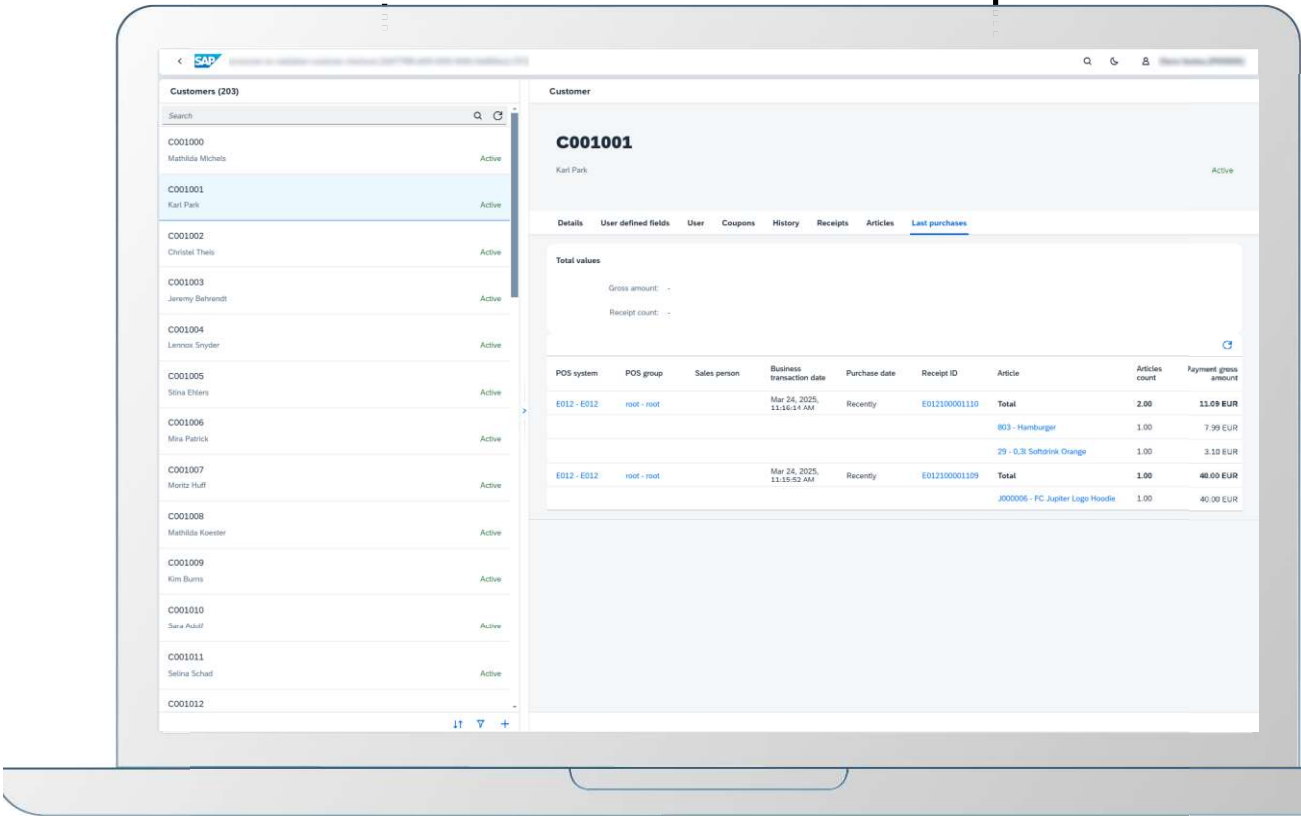 SAP
Customers (203)
Search
C001000
Mathilda Michels
Active
C001001
Karl Park
Active
C001002
Christel Theis
Active
C001003
Jeremy Behrendt
Active
C001004
Lennox Snyder
Active
C001005
Stina Ehlers
Active
C001006
Mira Patrick
Active
C001007
Moritz Huff
Active
C001008
Mathilda Koester
Active
C001009
Kim Burns
Active
C001010
Sara Adolf
Active
C001011
Selina Schad
Active
C001012
Customer
C001001
Karl Park
Active
Details User defined fields User Coupons History Receipts Articles Last purchases
Total values
Gross amount: -
Receipt count: -
POS system POS group Sales person Business transaction date Purchase date Receipt ID Article Articles count Payment gross amount
E012 - E012 root - root Mar 24, 2025, 11:16:14 AM Recently E012100001110 Total 2.00 11.09 EUR
803 - Hamburger 1.00 7.99 EUR
29 - 0,3l Softdrink Orange 1.00 3.10 EUR
E012 - E012 root - root Mar 24, 2025, 11:15:52 AM Recently E012100001109 Total 1.00 40.00 EUR
J000006 - FC Jupiter Logo Hoodie 1.00 40.00 EUR